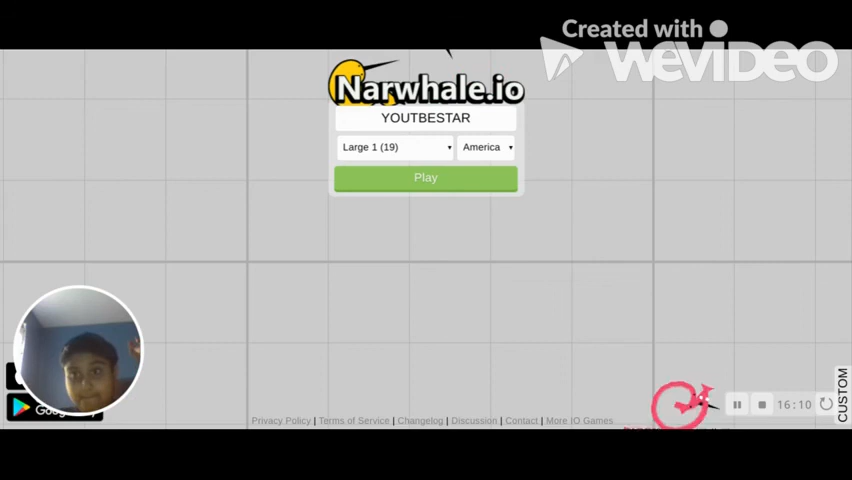 Created with
WEVIDEO
Narwhale.io
YOUTBESTAR
Large 1 (19)
America
Play
Privacy Policy | Terms of Service | Changelog | Discussion | Contact | More IO Games
16:10
CUSTOM